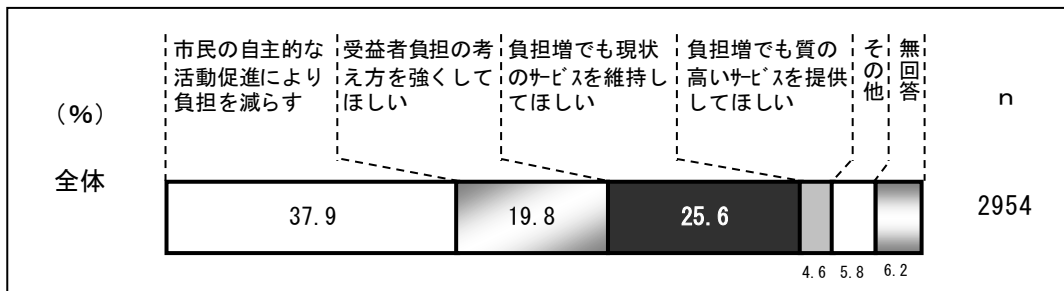 市民の自主的な
活動促進により
負担を減らす
受益者負担の考
え方を強くして
ほしい
負担増でも現状
のｻｰﾋﾞｽを維持し
てほしい
負担増でも質の
高いｻｰﾋﾞｽを提供
してほしい
その他
無回答
（％）
n
全体
37.9
19.8
25.6
4.6
5.8
6.2
2954